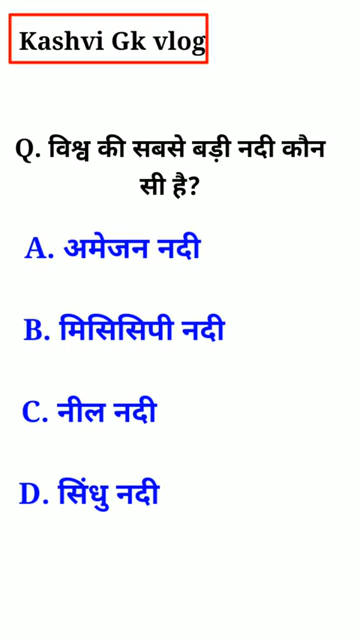 Kashvi Gk vlog
Q. विश्व की सबसे बड़ी नदी कौन
सी है?
A. अमेजन नदी
B. मिसिसिपी नदी
C. नील नदी
D. सिंधु नदी